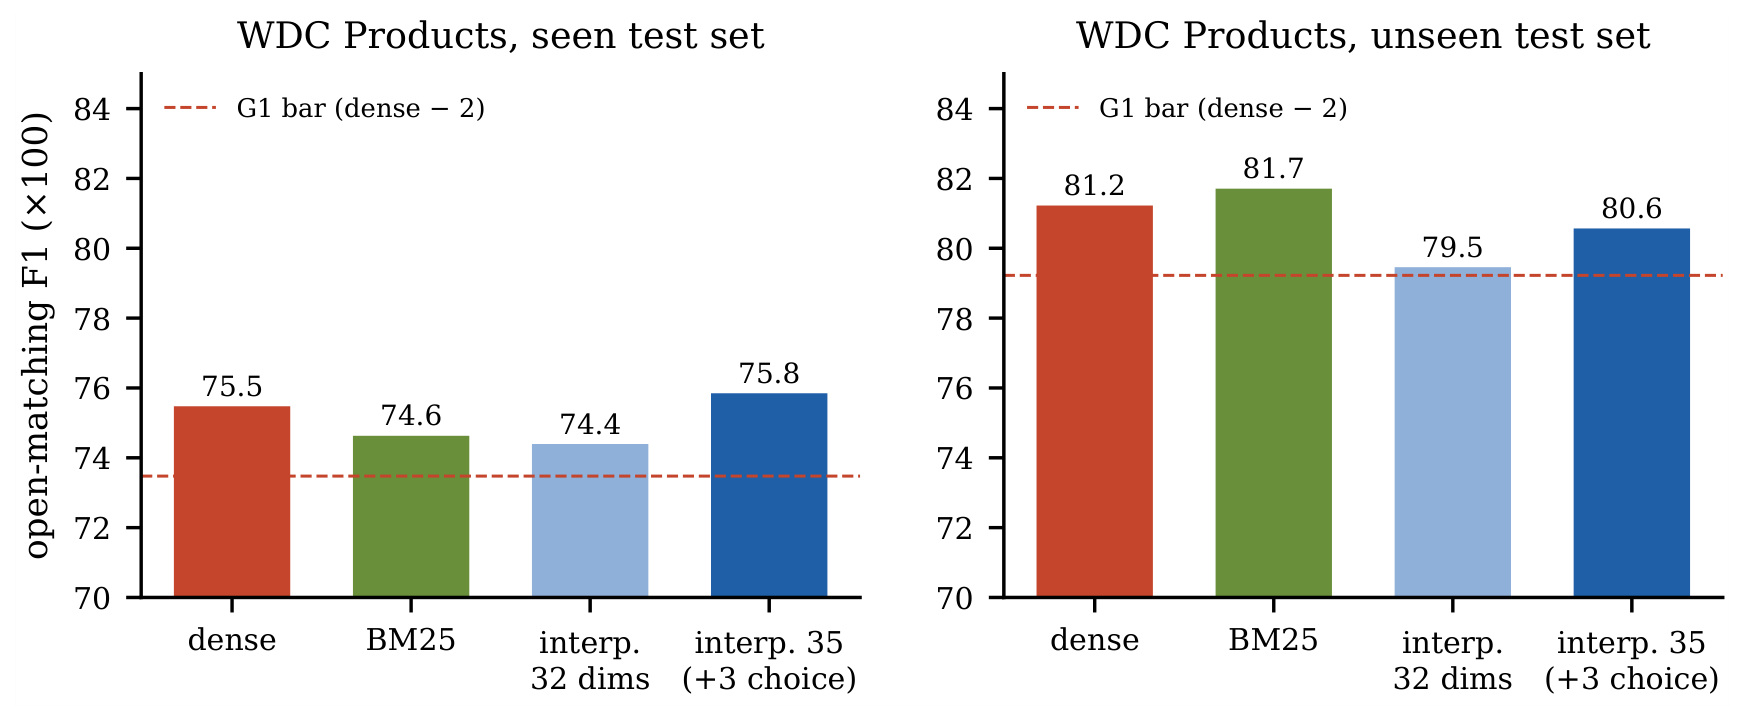 WDC Products, seen test set
open-matching F1 (×100)
84
82
80
78
76
74
72
70
G1 bar (dense − 2)
75.5
74.6
74.4
75.8
dense
BM25
interp.
32 dims
interp. 35
(+3 choice)
WDC Products, unseen test set
84
82
80
78
76
74
72
70
G1 bar (dense − 2)
81.2
81.7
79.5
80.6
dense
BM25
interp.
32 dims
interp. 35
(+3 choice)